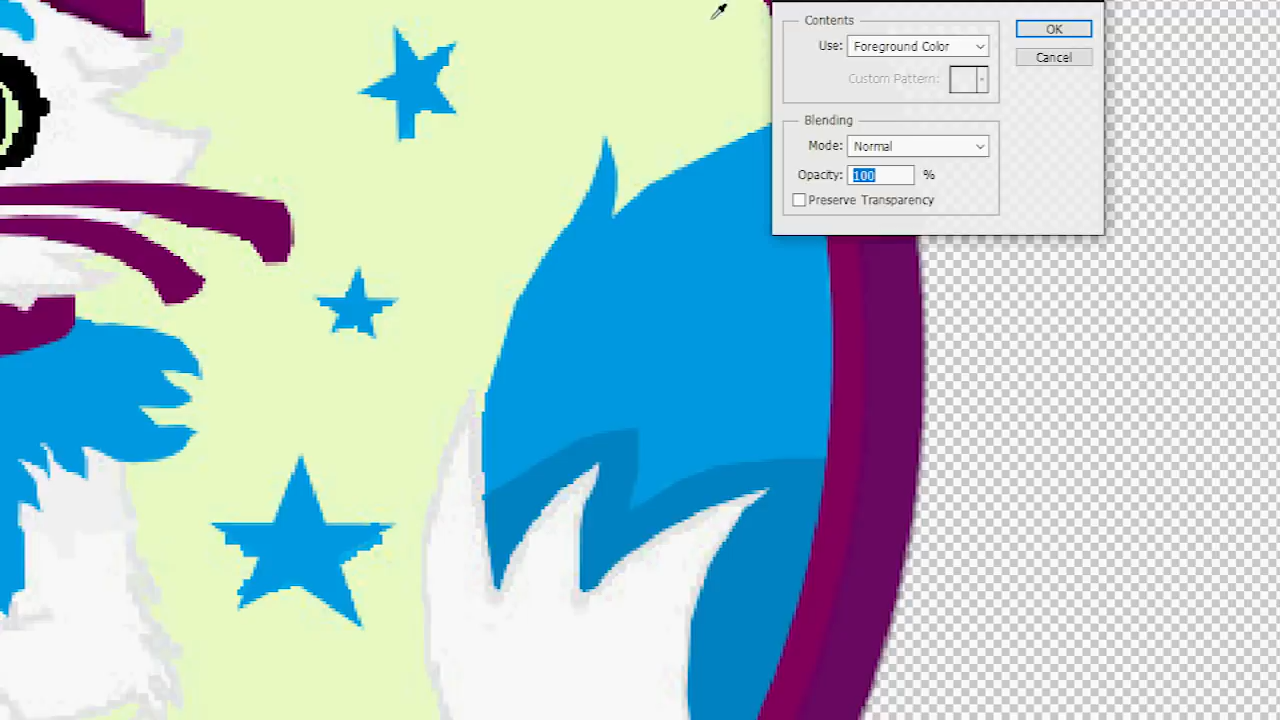 Contents
OK
Use: Foreground Color
Cancel
Custom Pattern:
Blending
Mode: Normal
Opacity: 100 %
Preserve Transparency